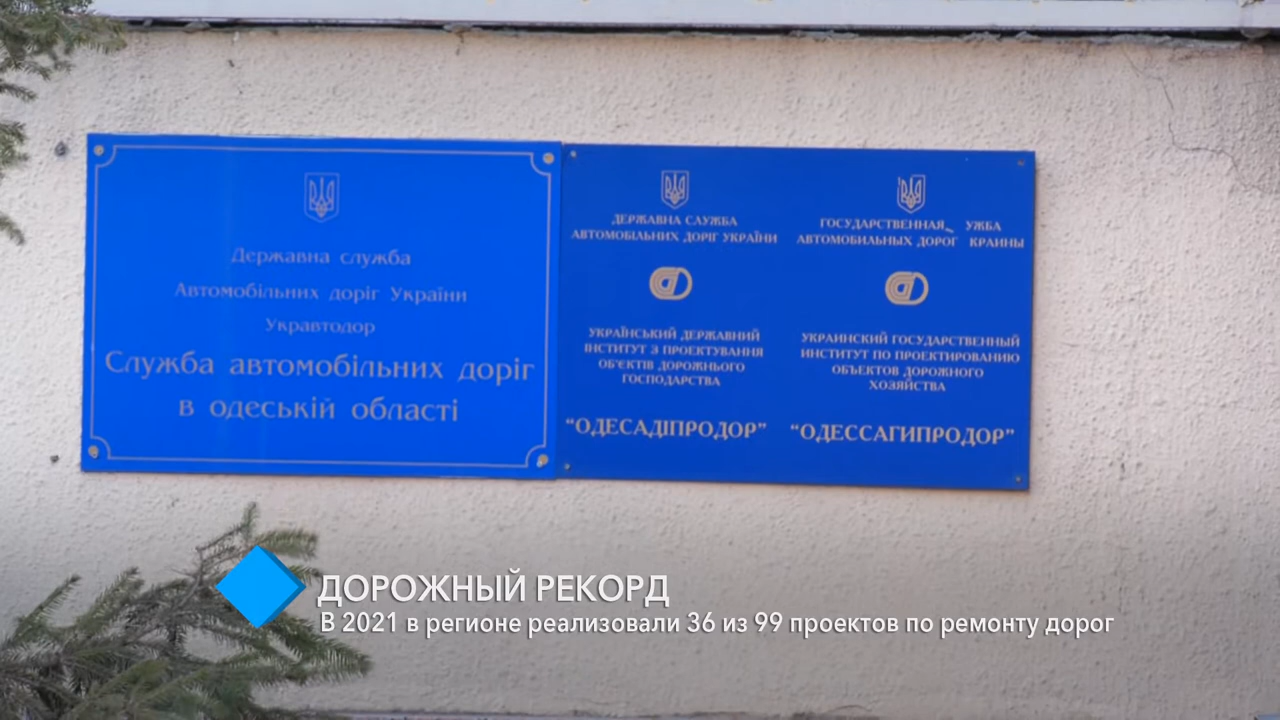 Державна служба
Автомобільних доріг України
Укравтодор
Служба автомобільних доріг
в одеській області
ДЕРЖАВНА СЛУЖБА
АВТОМОБІЛЬНИХ ДОРІГ УКРАЇНИ
УКРАЇНСЬКИЙ ДЕРЖАВНИЙ
ІНСТИТУТ З ПРОЕКТУВАННЯ
ОБ'ЄКТІВ ДОРОЖНЬОГО
ГОСПОДАРСТВА
"ОДЕСАДІПРОДОР"
ГОСУДАРСТВЕННАЯ УЖБА
АВТОМОБИЛЬНЫХ ДОРОГ КРАИНЫ
УКРАИНСКИЙ ГОСУДАРСТВЕННЫЙ
ИНСТИТУТ ПО ПРОЕКТИРОВАНИЮ
ОБЪЕКТОВ ДОРОЖНОГО
ХОЗЯЙСТВА
"ОДЕССАГИПРОДОР"
ДОРОЖНЫЙ РЕКОРД
В 2021 в регионе реализовали 36 из 99 проектов по ремонту дорог